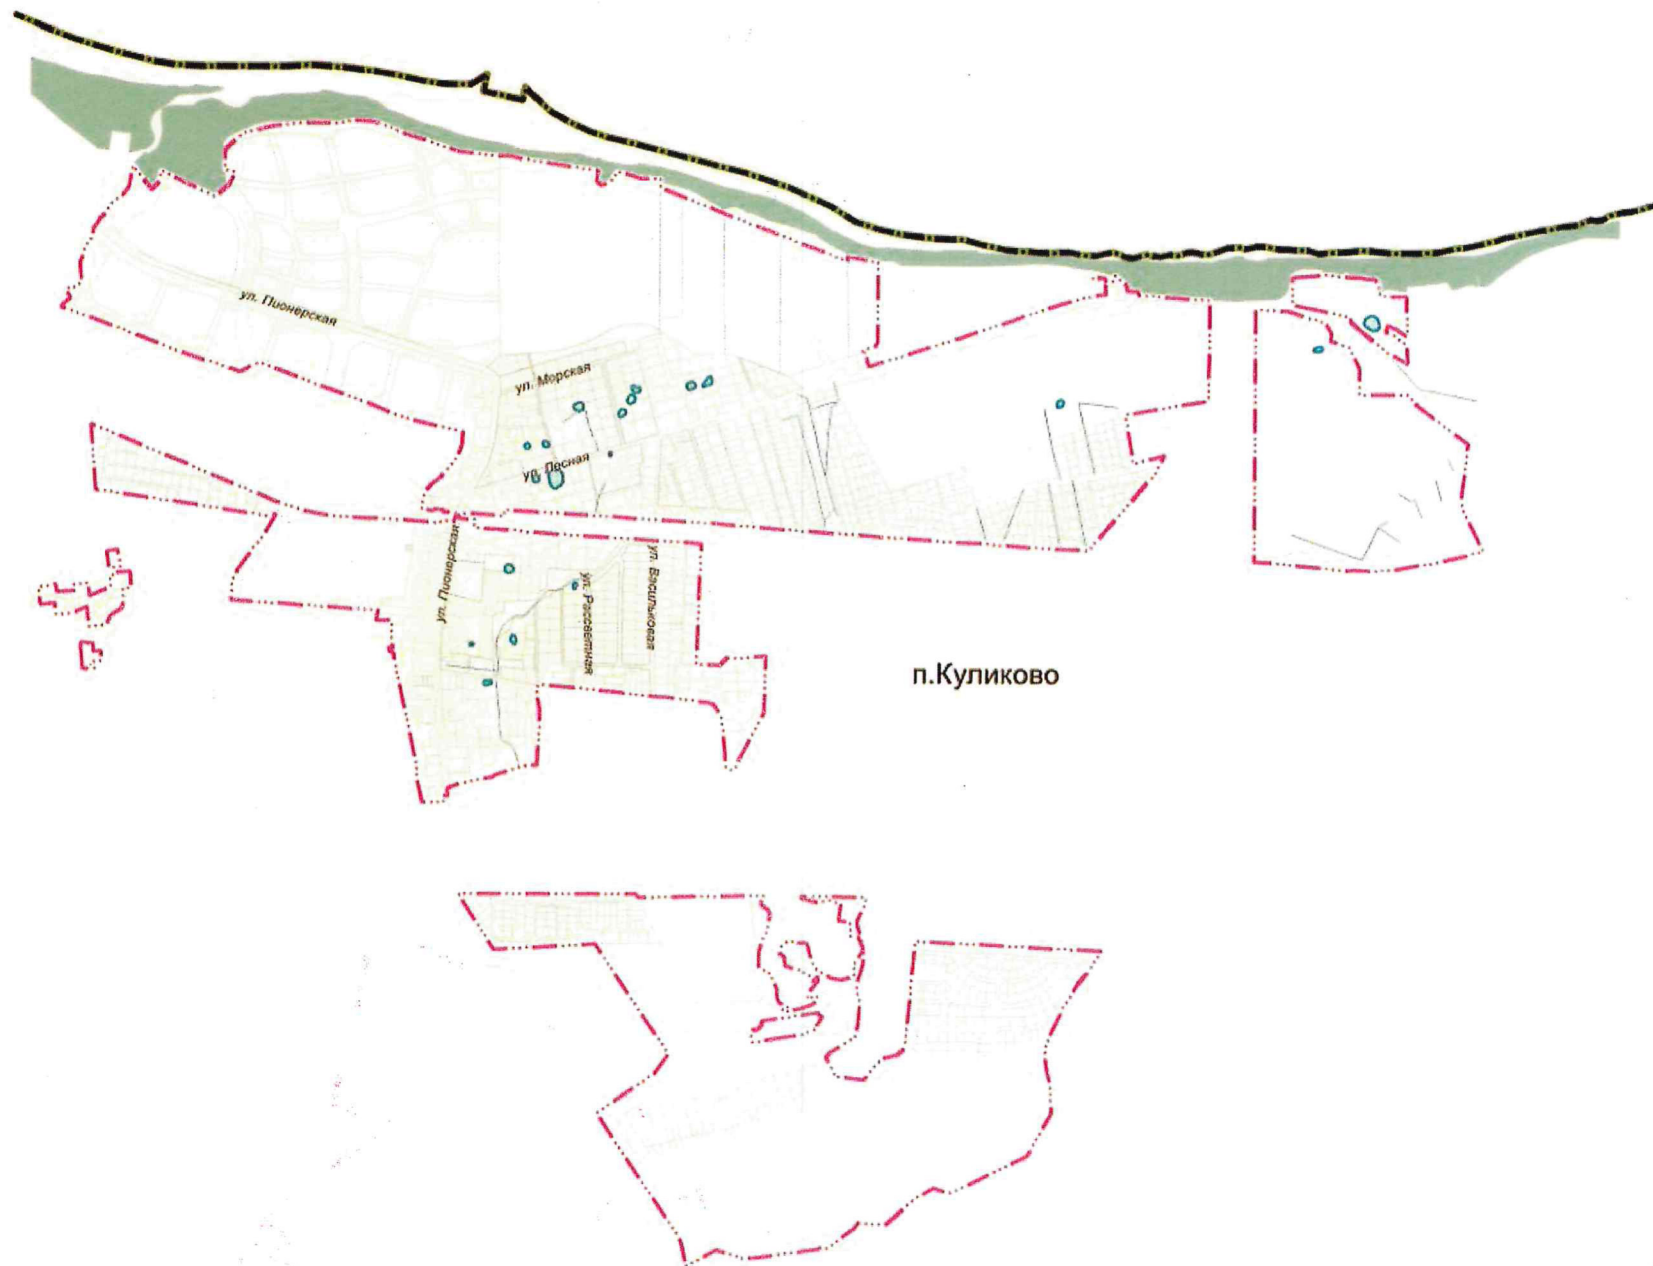 ул. Пионерская
ул. Морская
ул. Лесная
ул. Пионерская
ул. Рассветная
ул. Васильковая
п.Куликово